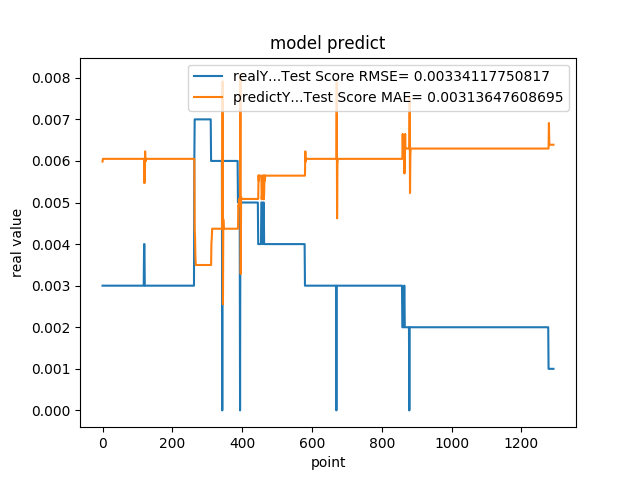 model predict
realY...Test Score RMSE= 0.00334117750817
predictY...Test Score MAE= 0.00313647608695
0.008
0.007
0.006
0.005
0.004
0.003
0.002
0.001
0.000
real value
0 200 400 600 800 1000 1200
point